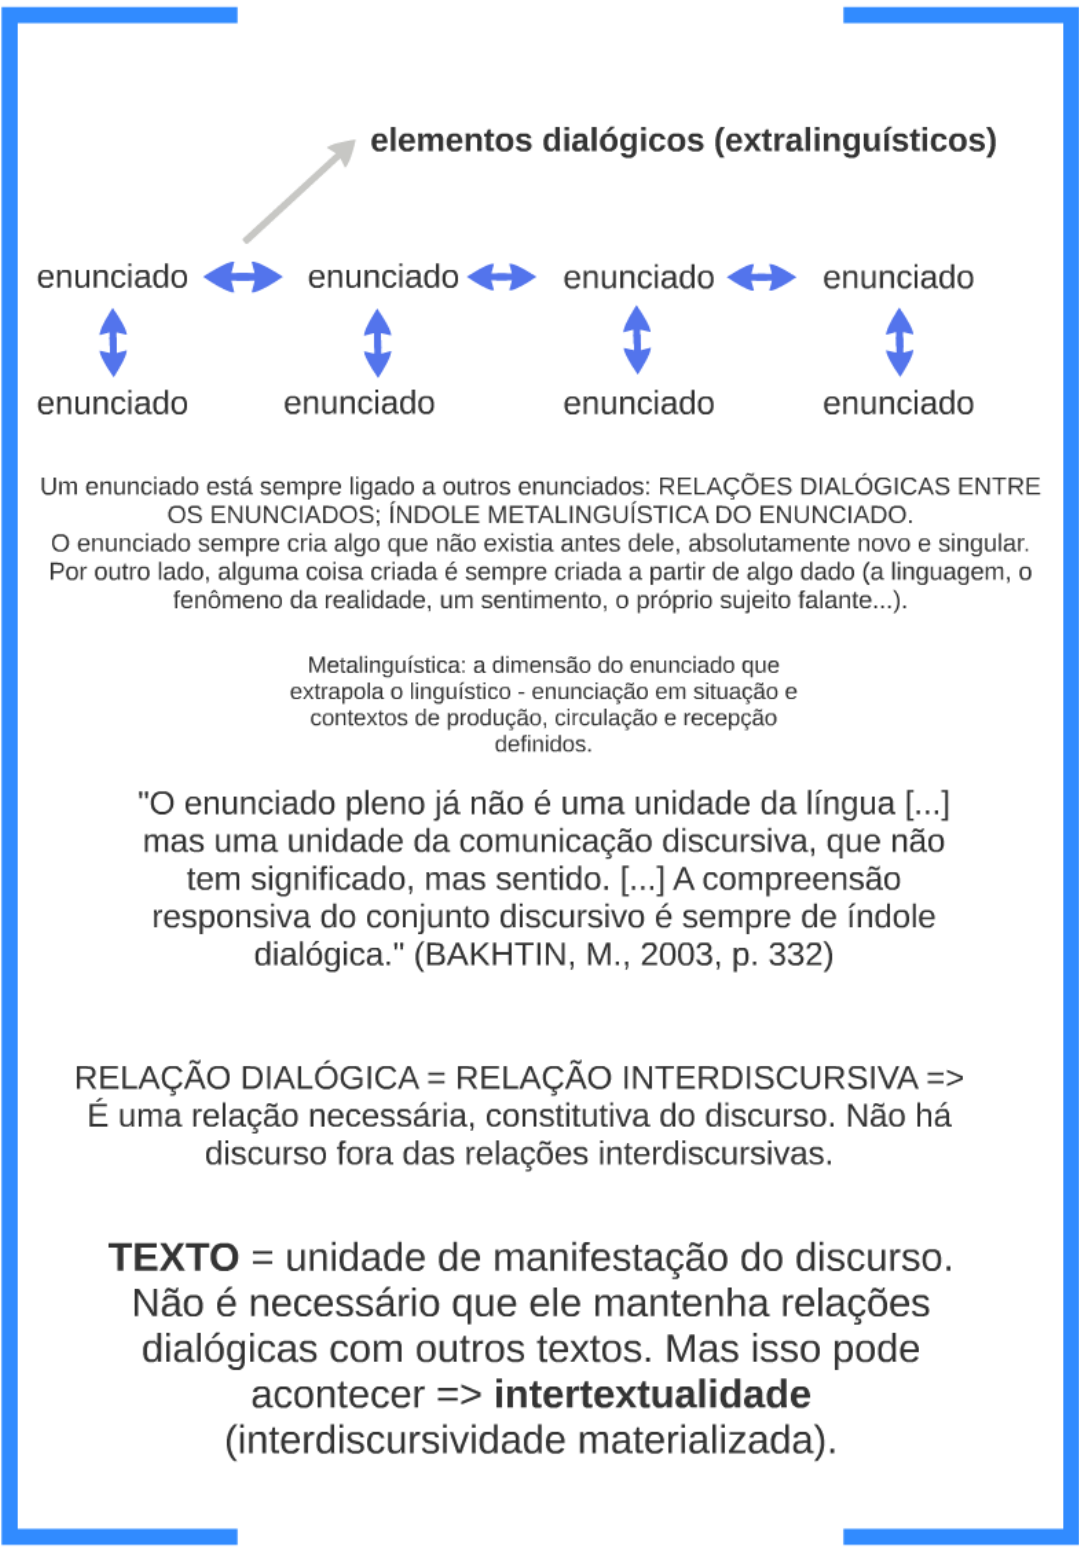 elementos dialógicos (extralinguísticos)
enunciado enunciado enunciado enunciado
enunciado enunciado enunciado enunciado
Um enunciado está sempre ligado a outros enunciados: RELAÇÕES DIALÓGICAS ENTRE
OS ENUNCIADOS; ÍNDOLE METALINGUÍSTICA DO ENUNCIADO.
O enunciado sempre cria algo que não existia antes dele, absolutamente novo e singular.
Por outro lado, alguma coisa criada é sempre criada a partir de algo dado (a linguagem, o
fenômeno da realidade, um sentimento, o próprio sujeito falante...).
Metalinguística: a dimensão do enunciado que
extrapola o linguístico - enunciação em situação e
contextos de produção, circulação e recepção
definidos.
"O enunciado pleno já não é uma unidade da língua [...]
mas uma unidade da comunicação discursiva, que não
tem significado, mas sentido. [...] A compreensão
responsiva do conjunto discursivo é sempre de índole
dialógica." (BAKHTIN, M., 2003, p. 332)
RELAÇÃO DIALÓGICA = RELAÇÃO INTERDISCURSIVA =>
É uma relação necessária, constitutiva do discurso. Não há
discurso fora das relações interdiscursivas.
TEXTO = unidade de manifestação do discurso.
Não é necessário que ele mantenha relações
dialógicas com outros textos. Mas isso pode
acontecer => intertextualidade
(interdiscursividade materializada).